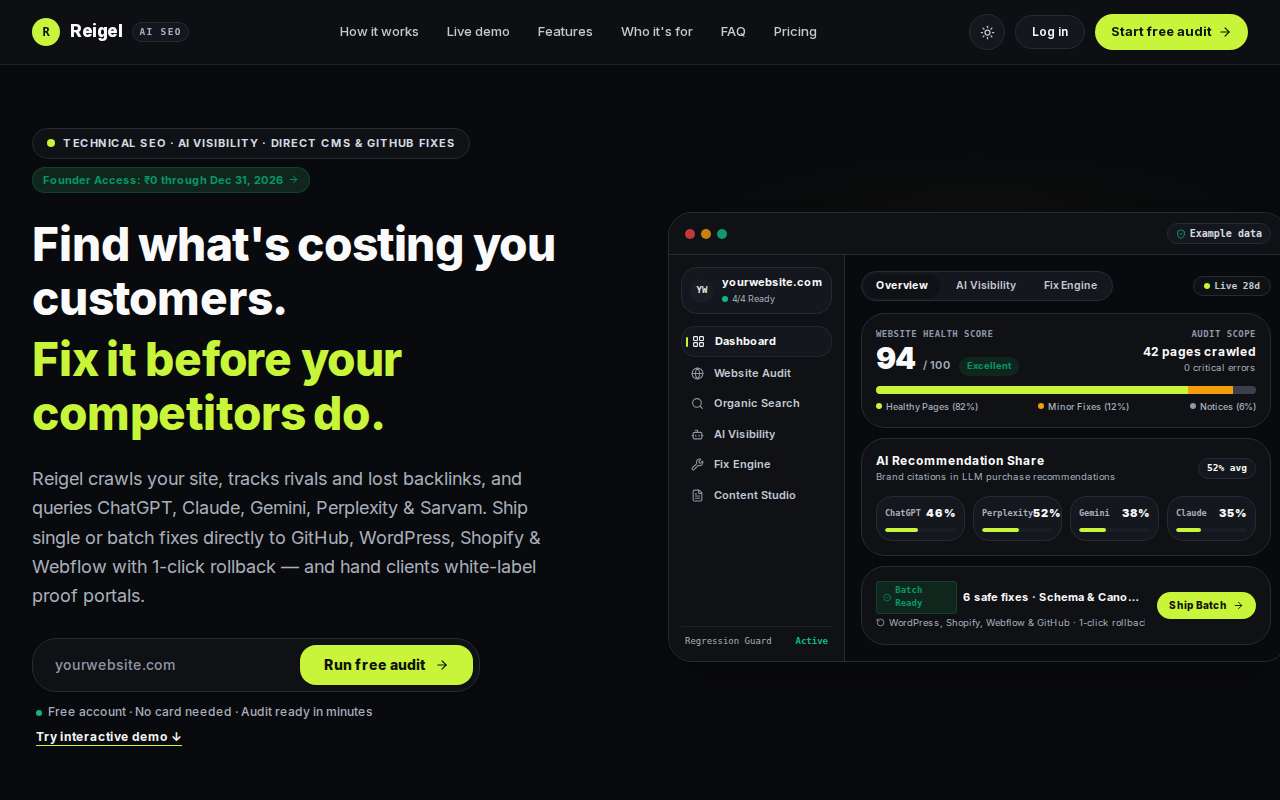 R Reigel AI SEO How it works Live demo Features Who it's for FAQ Pricing Log in Start free audit →
TECHNICAL SEO · AI VISIBILITY · DIRECT CMS & GITHUB FIXES
Founder Access: ₹0 through Dec 31, 2026 →
Find what's costing you
customers.
Fix it before your
competitors do.
Reigel crawls your site, tracks rivals and lost backlinks, and
queries ChatGPT, Claude, Gemini, Perplexity & Sarvam. Ship
single or batch fixes directly to GitHub, WordPress, Shopify &
Webflow with 1-click rollback — and hand clients white-label
proof portals.
yourwebsite.com Run free audit →
Free account · No card needed · Audit ready in minutes
Try interactive demo ↓
Example data
YW yourwebsite.com
4/4 Ready
Dashboard
Website Audit
Organic Search
AI Visibility
Fix Engine
Content Studio
Regression Guard Active
Overview AI Visibility Fix Engine Live 28d
WEBSITE HEALTH SCORE AUDIT SCOPE
94 / 100 Excellent 42 pages crawled
0 critical errors
Healthy Pages (82%) Minor Fixes (12%) Notices (6%)
AI Recommendation Share
Brand citations in LLM purchase recommendations
52% avg
ChatGPT 46% Perplexity 52% Gemini 38% Claude 35%
Batch
Ready
6 safe fixes · Schema & Cano...
WordPress, Shopify, Webflow & GitHub · 1-click rollbac
Ship Batch →